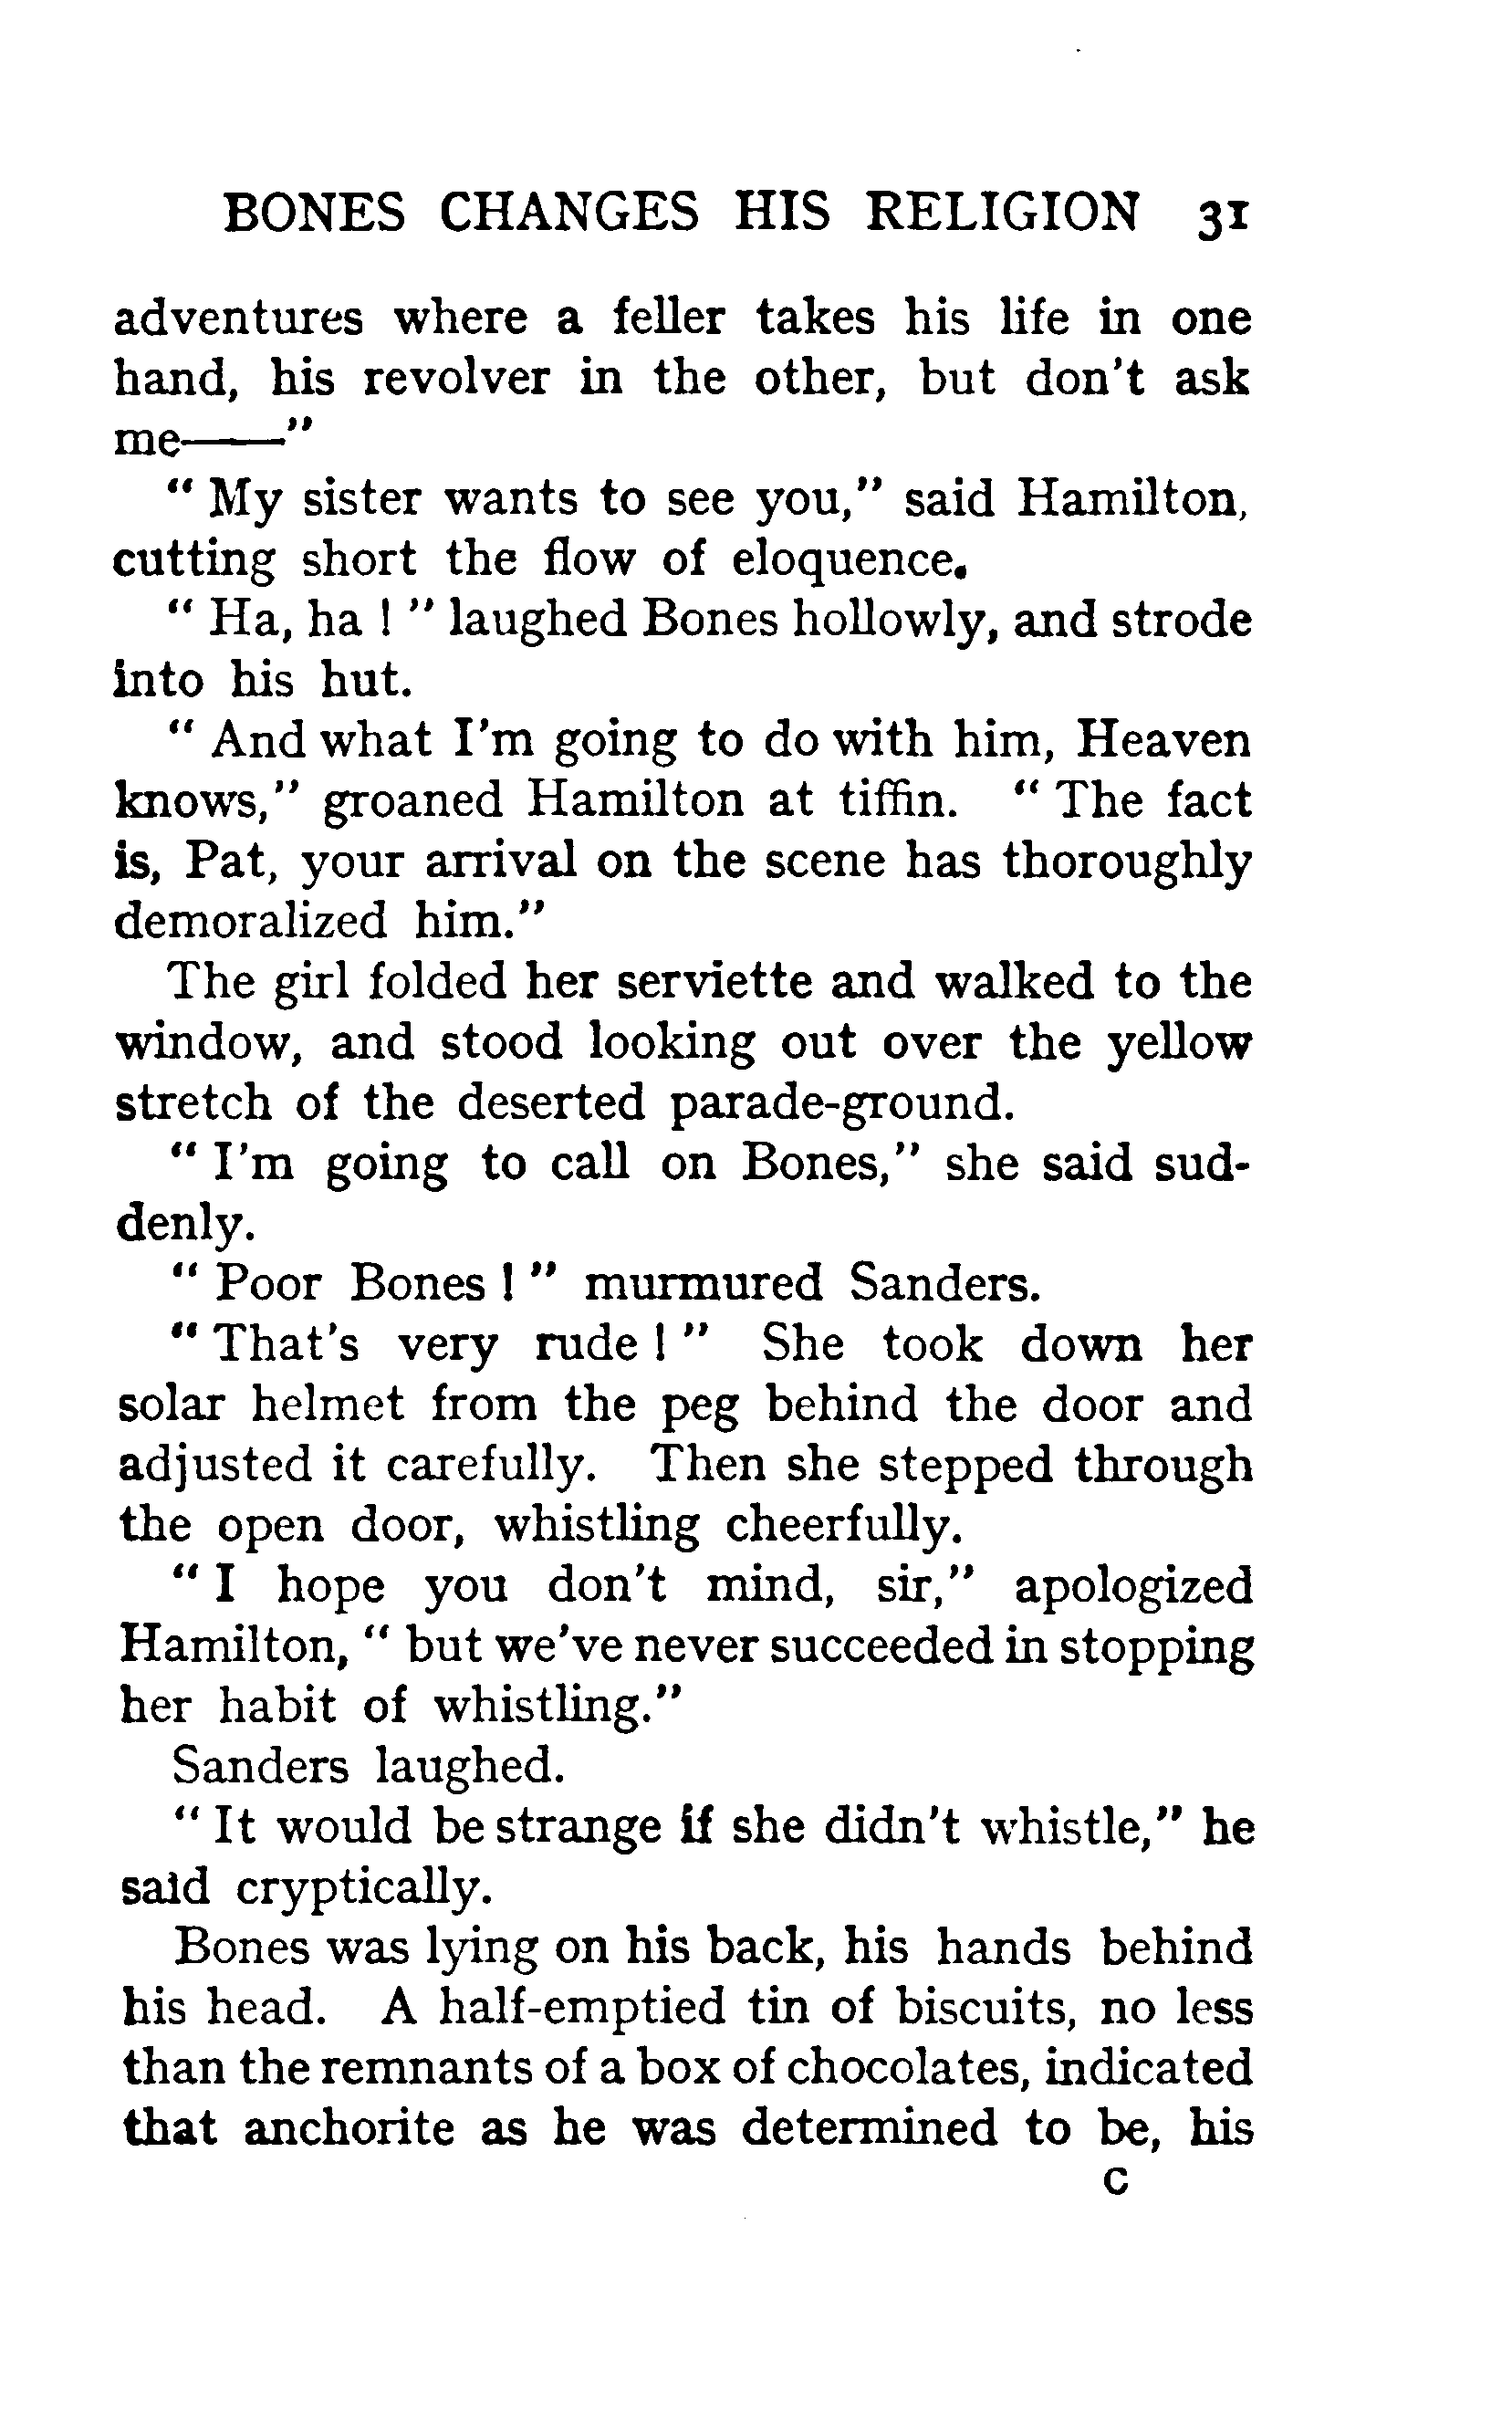 BONES CHANGES HIS RELIGION 31
adventures where a feller takes his life in one
hand, his revolver in the other, but don't ask
me——"
" My sister wants to see you," said Hamilton,
cutting short the flow of eloquence.
" Ha, ha ! " laughed Bones hollowly, and strode
into his hut.
" And what I'm going to do with him, Heaven
knows," groaned Hamilton at tiffin. " The fact
is, Pat, your arrival on the scene has thoroughly
demoralized him."
The girl folded her serviette and walked to the
window, and stood looking out over the yellow
stretch of the deserted parade-ground.
" I'm going to call on Bones," she said sud-
denly.
" Poor Bones ! " murmured Sanders.
" That's very rude ! " She took down her
solar helmet from the peg behind the door and
adjusted it carefully. Then she stepped through
the open door, whistling cheerfully.
" I hope you don't mind, sir," apologized
Hamilton, " but we've never succeeded in stopping
her habit of whistling."
Sanders laughed.
" It would be strange if she didn't whistle," he
said cryptically.
Bones was lying on his back, his hands behind
his head. A half-emptied tin of biscuits, no less
than the remnants of a box of chocolates, indicated
that anchorite as he was determined to be, his
C